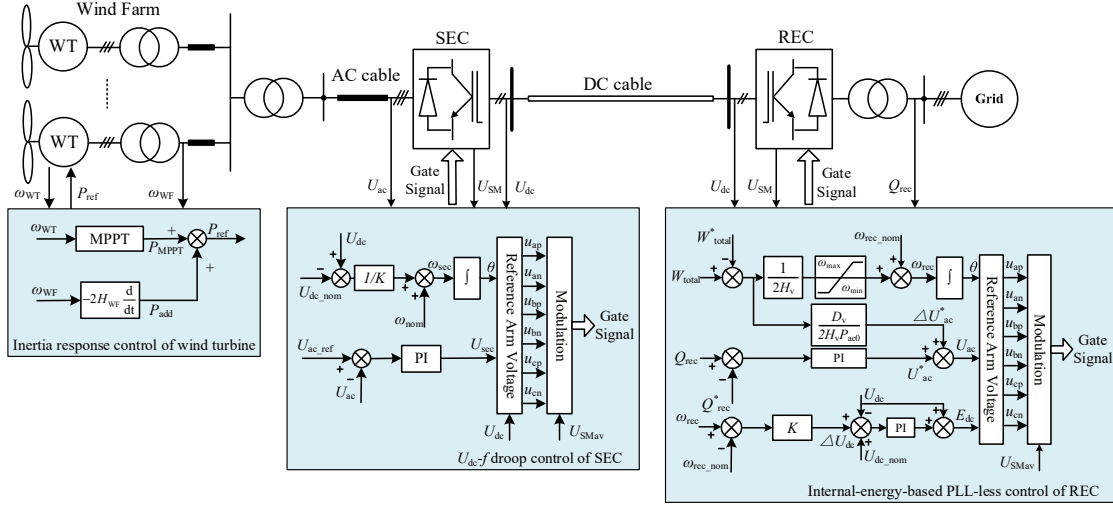 Wind Farm
WT
WT
AC cable
SEC
DC cable
REC
Grid
ω_WT
P_ref
ω_WF
U_ac
Gate
Signal
U_SM
U_dc
U_dc
U_SM
Gate
Signal
Q_rec
ω_WT
MPPT
+
P_MPPT
P_ref
+
ω_WF
−2H_WF d/dt
P_add
Inertia response control of wind turbine
U_dc
U_dc_nom
1/K
ω_sec
∫
θ
ω_nom
U_ac_ref
U_ac
PI
U_sec
Reference Arm Voltage
u_ap
u_an
u_bp
u_bn
u_cp
u_cn
Modulation
Gate
Signal
U_dc
U_SMav
U_dc-f droop control of SEC
W*_total
W_total
1/2H_v
ω_max
ω_min
ω_rec_nom
ω_rec
∫
θ
D_v/2H_vP_ac0
△U*_ac
Q_rec
PI
U_ac
Q*_rec
U*_ac
ω_rec
K
△U_dc
U_dc
PI
E_dc
ω_rec_nom
U_dc_nom
Reference Arm Voltage
u_ap
u_an
u_bp
u_bn
u_cp
u_cn
Modulation
Gate
Signal
U_SMav
Internal-energy-based PLL-less control of REC